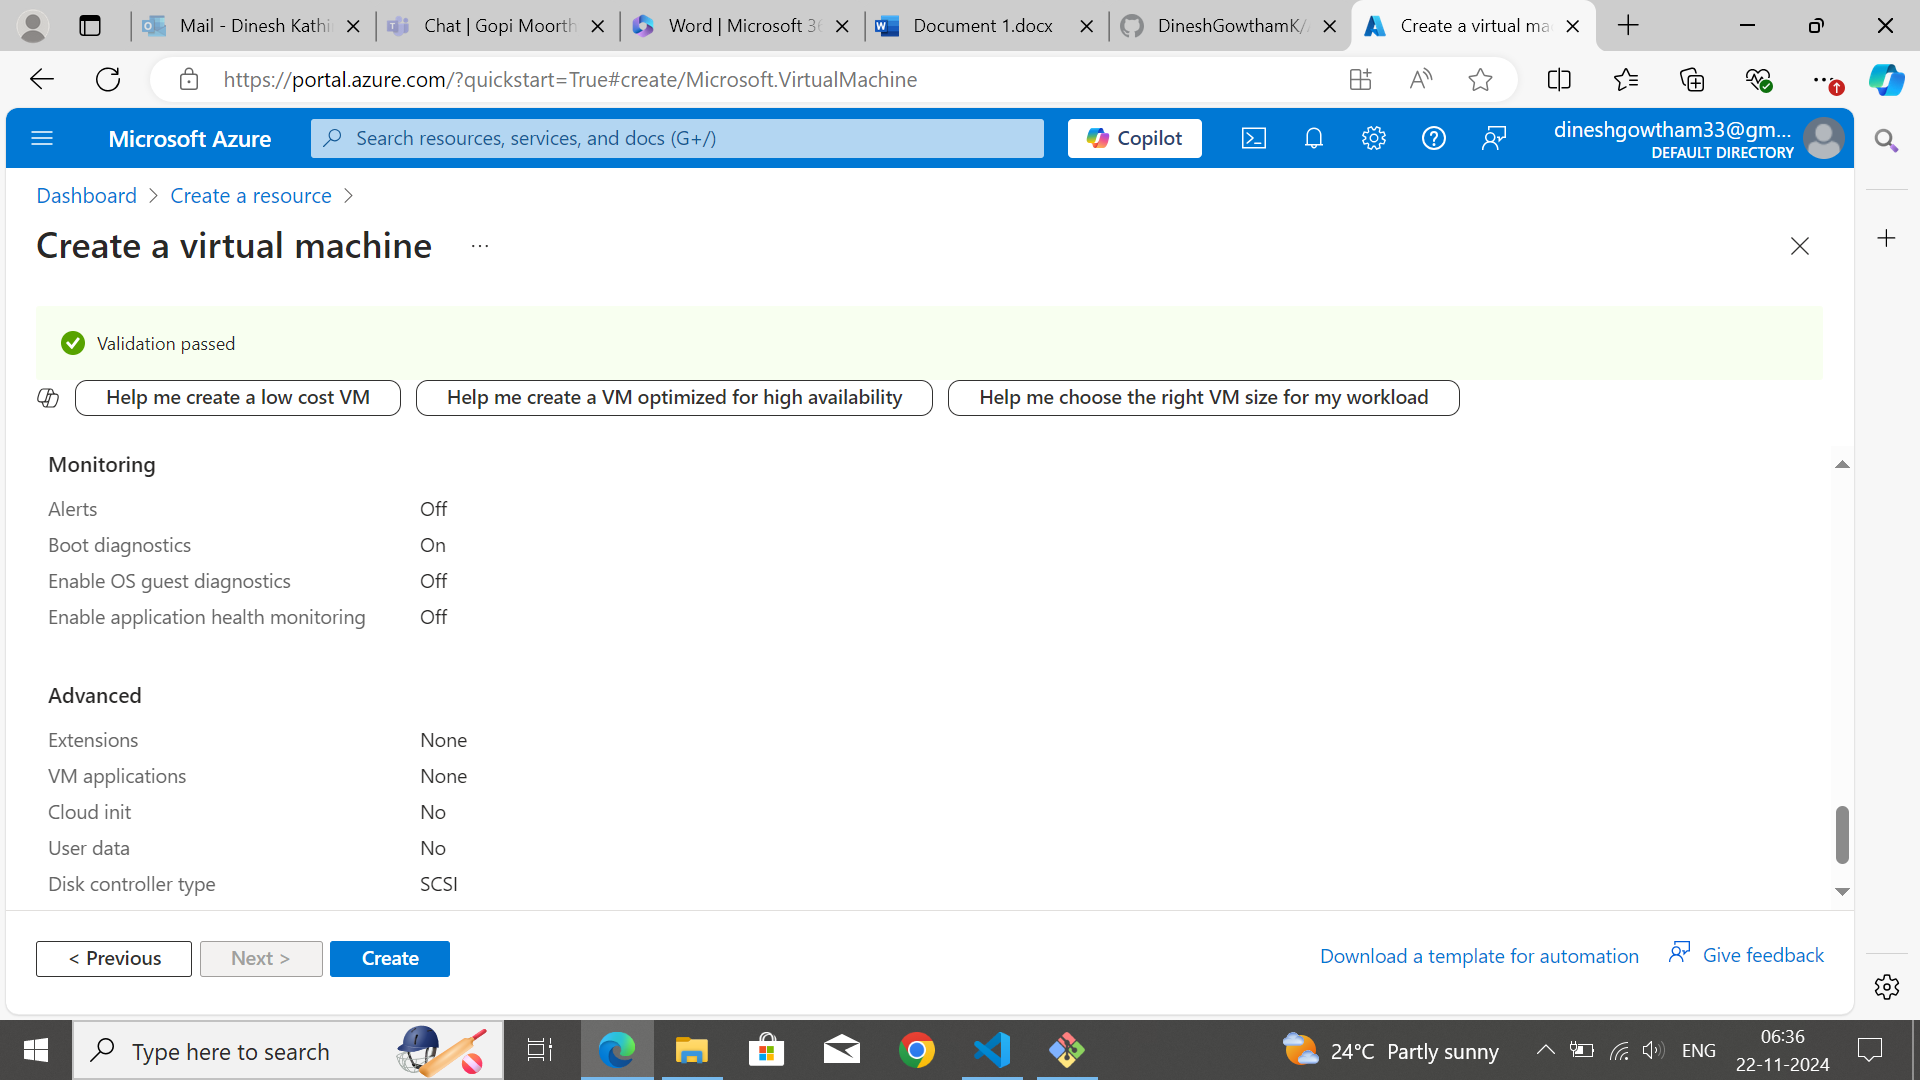 Mail - Dinesh Kathi
Chat | Gopi Moorth
Word | Microsoft 36
Document 1.docx
DineshGowthamK/
Create a virtual ma
https://portal.azure.com/?quickstart=True#create/Microsoft.VirtualMachine
Microsoft Azure
Search resources, services, and docs (G+/)
Copilot
dineshgowtham33@gm...
DEFAULT DIRECTORY
Dashboard
Create a resource
Create a virtual machine
...
Validation passed
Help me create a low cost VM
Help me create a VM optimized for high availability
Help me choose the right VM size for my workload
Monitoring
Alerts Off
Boot diagnostics On
Enable OS guest diagnostics Off
Enable application health monitoring Off
Advanced
Extensions None
VM applications None
Cloud init No
User data No
Disk controller type SCSI
< Previous
Next >
Create
Download a template for automation
Give feedback
Type here to search
24°C Partly sunny
ENG
06:36
22-11-2024